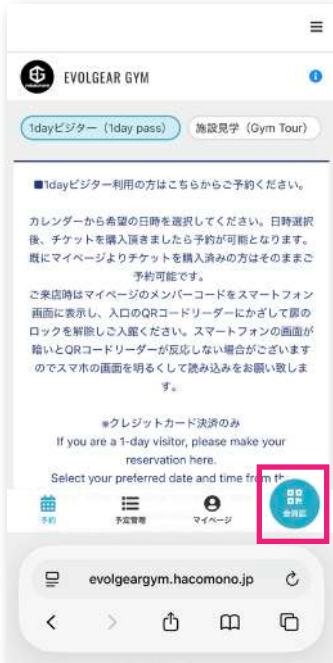 EVOLGEAR GYM
1dayビジター（1day pass）
施設見学（Gym Tour）
■1dayビジター利用の方はこちらからご予約ください。
カレンダーから希望の日時を選択してください。日時選択
後、チケットを購入頂きましたら予約が可能となります。
既にマイページよりチケットを購入済みの方はそのままご
予約可能です。
ご来店時はマイページのメンバーコードをスマートフォン
画面に表示し、入口のQRコードリーダーにかざして扉の
ロックを解除しご入館ください。スマートフォンの画面が
暗いとQRコードリーダーが反応しない場合がございます
のでスマホの画面を明るくして読み込みをお願い致しま
す。
※クレジットカード決済のみ
If you are a 1-day visitor, please make your
reservation here.
Select your preferred date and time from th
予約
予定管理
マイページ
会員証
evolgeargym.hacomono.jp